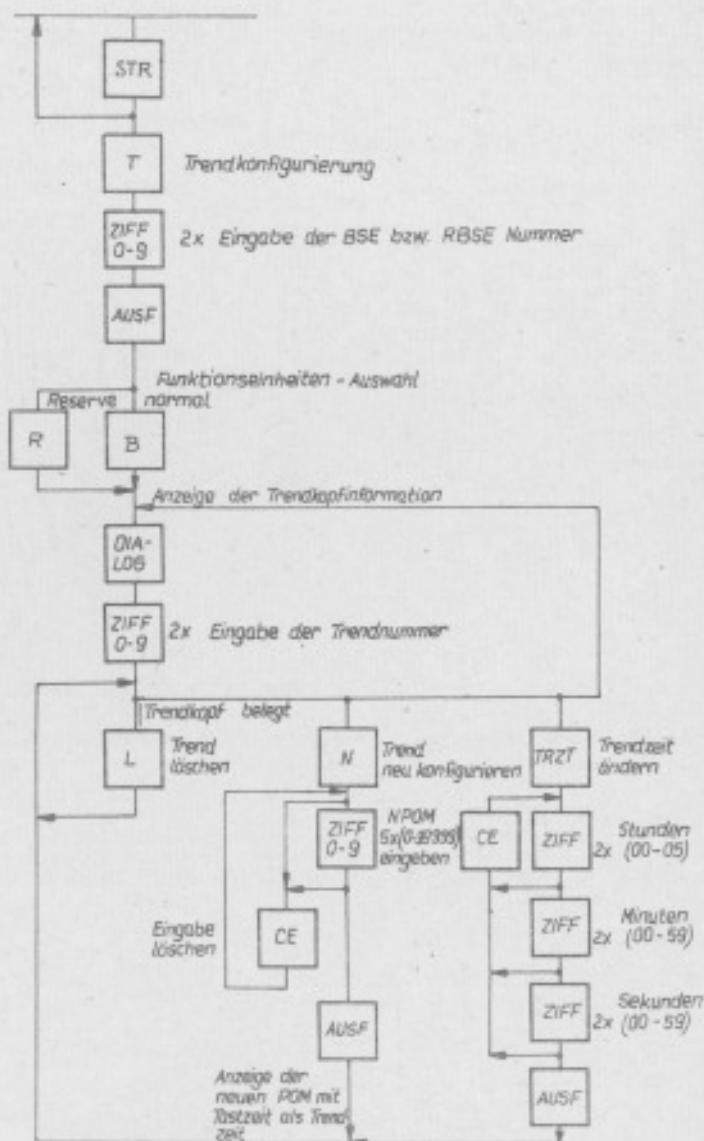 STR
T
Trendkonfigurierung
ZIFF
0-9
2x Eingabe der BSE bzw. RBSE Nummer
AUSF
Funktionseinheiten - Auswahl
Reserve
normal
R
B
Anzeige der Trendkopfinformation
DIA-
LOG
ZIFF
0-9
2x Eingabe der Trendnummer
Trendkopf belegt
L
Trend
löschen
N
Trend
neu konfigurieren
TRZT
Trendzeit
ändern
ZIFF
0-9
NPOM
eingeben
CE
ZIFF
Stunden
2x (00-05)
Eingabe
löschen
CE
ZIFF
Minuten
2x (00-59)
ZIFF
Sekunden
2x (00-59)
AUSF
AUSF
Anzeige der
neuen POM mit
Tastzeit als Trend-
zeit